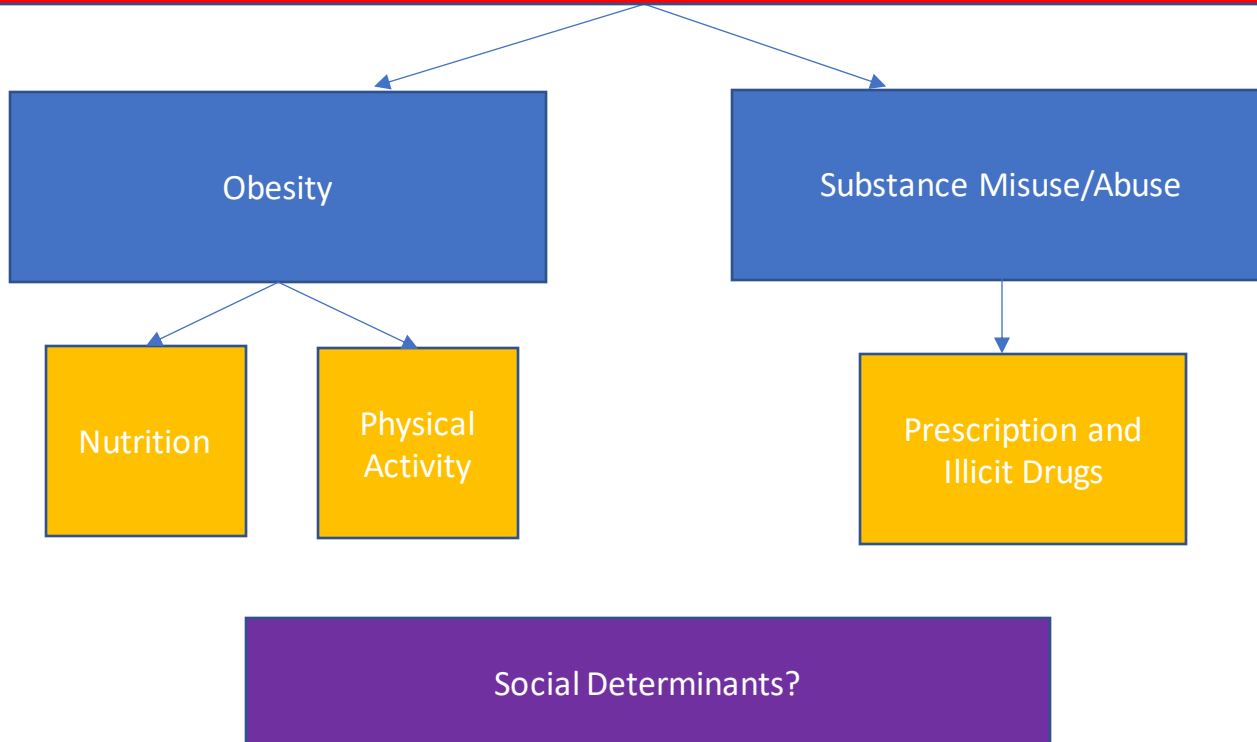 Obesity
Substance Misuse/Abuse
Nutrition
Physical
Activity
Prescription and
Illicit Drugs
Social Determinants?